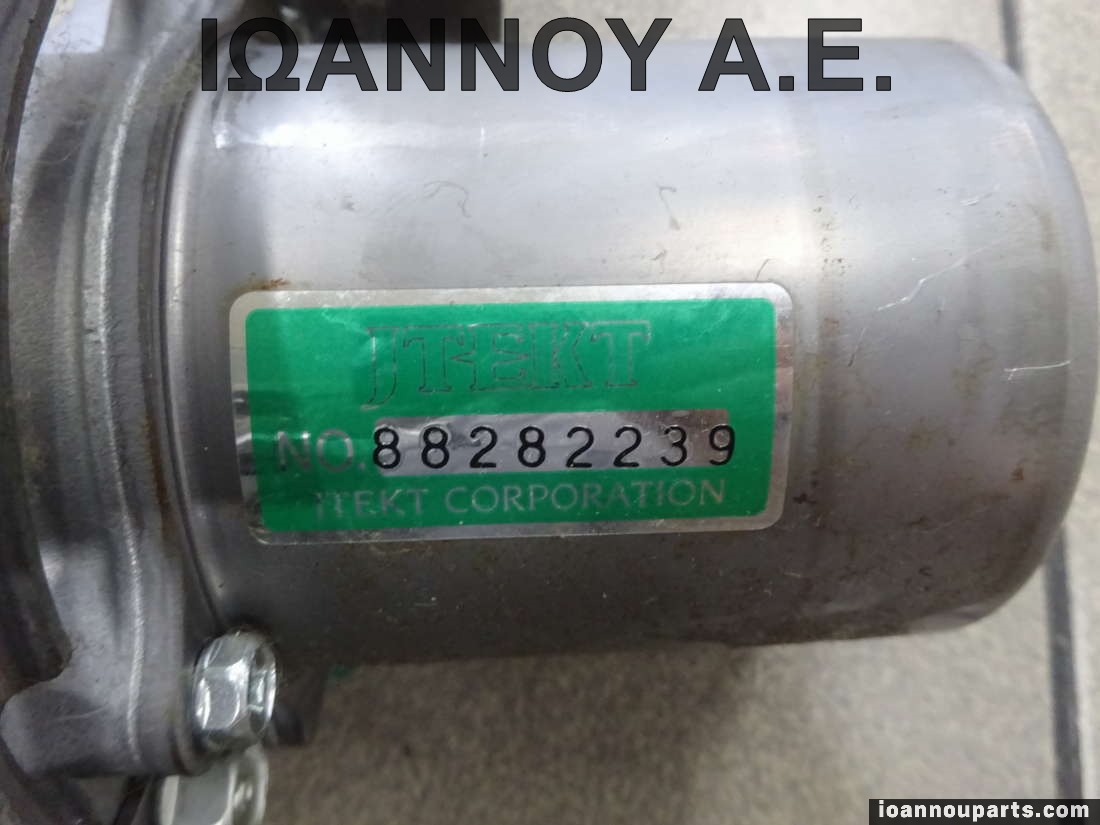 ΙΩΑΝΝΟΥ Α.Ε.
JTEKT
NO.88282239
JTEKT CORPORATION
ioannouparts.com